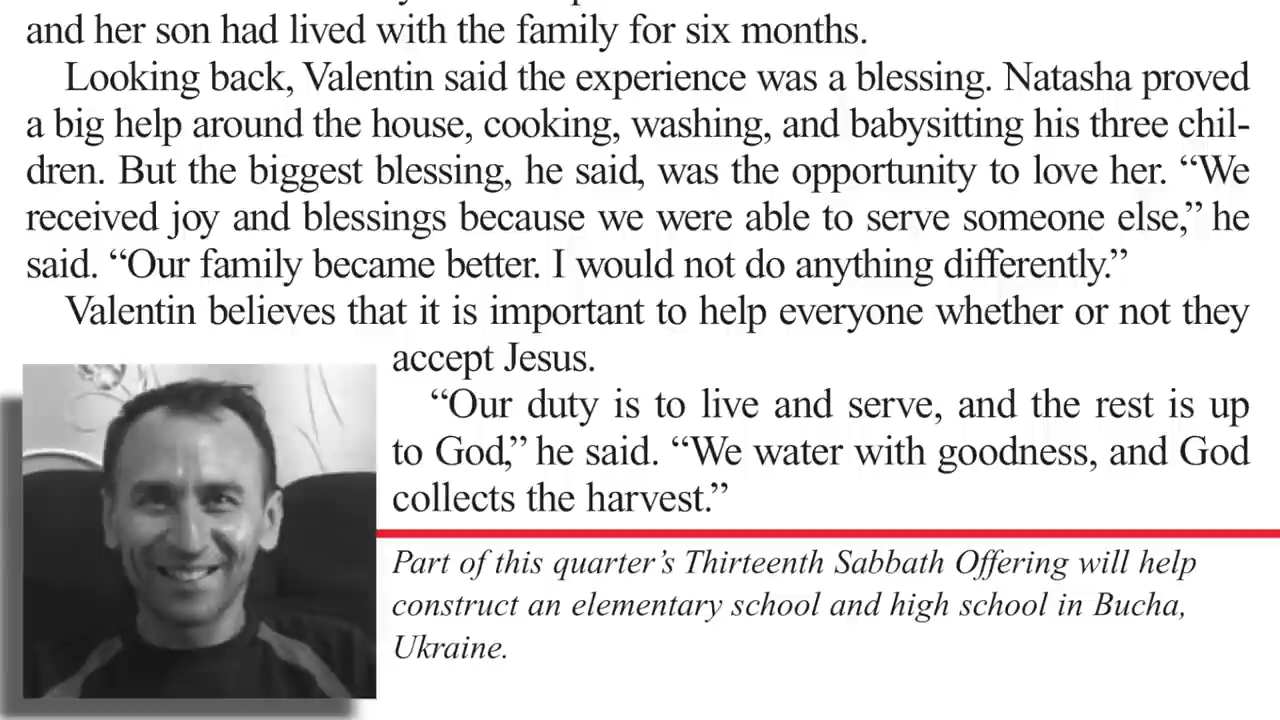 and her son had lived with the family for six months.
Looking back, Valentin said the experience was a blessing. Natasha proved
a big help around the house, cooking, washing, and babysitting his three chil-
dren. But the biggest blessing, he said, was the opportunity to love her. “We
received joy and blessings because we were able to serve someone else,” he
said. “Our family became better. I would not do anything differently.”
Valentin believes that it is important to help everyone whether or not they
accept Jesus.
“Our duty is to live and serve, and the rest is up
to God,” he said. “We water with goodness, and God
collects the harvest.”
Part of this quarter’s Thirteenth Sabbath Offering will help
construct an elementary school and high school in Bucha,
Ukraine.